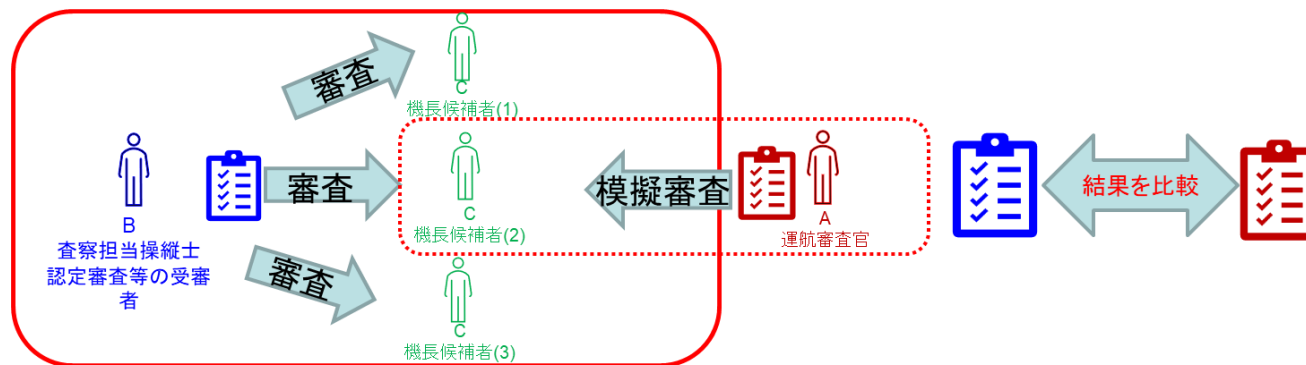 審査
C
機長候補者(1)
B
査察担当操縦士
認定審査等の受審
者
審査
C
機長候補者(2)
模擬審査
A
運航審査官
結果を比較
審査
C
機長候補者(3)